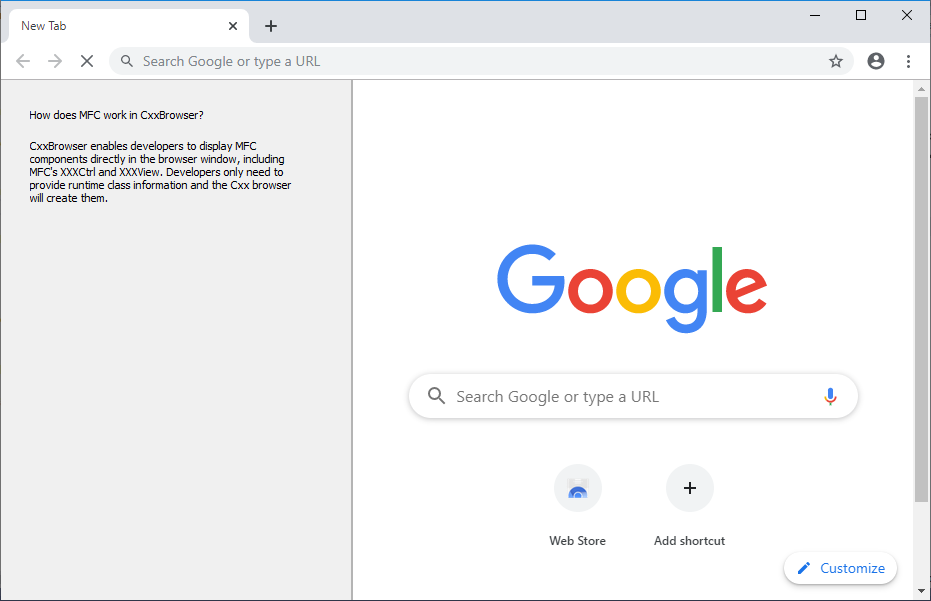 New Tab
Search Google or type a URL
How does MFC work in CxxBrowser?
CxxBrowser enables developers to display MFC
components directly in the browser window, including
MFC's XXXCtrl and XXXView. Developers only need to
provide runtime class information and the Cxx browser
will create them.
Google
Search Google or type a URL
Web Store
Add shortcut
Customize